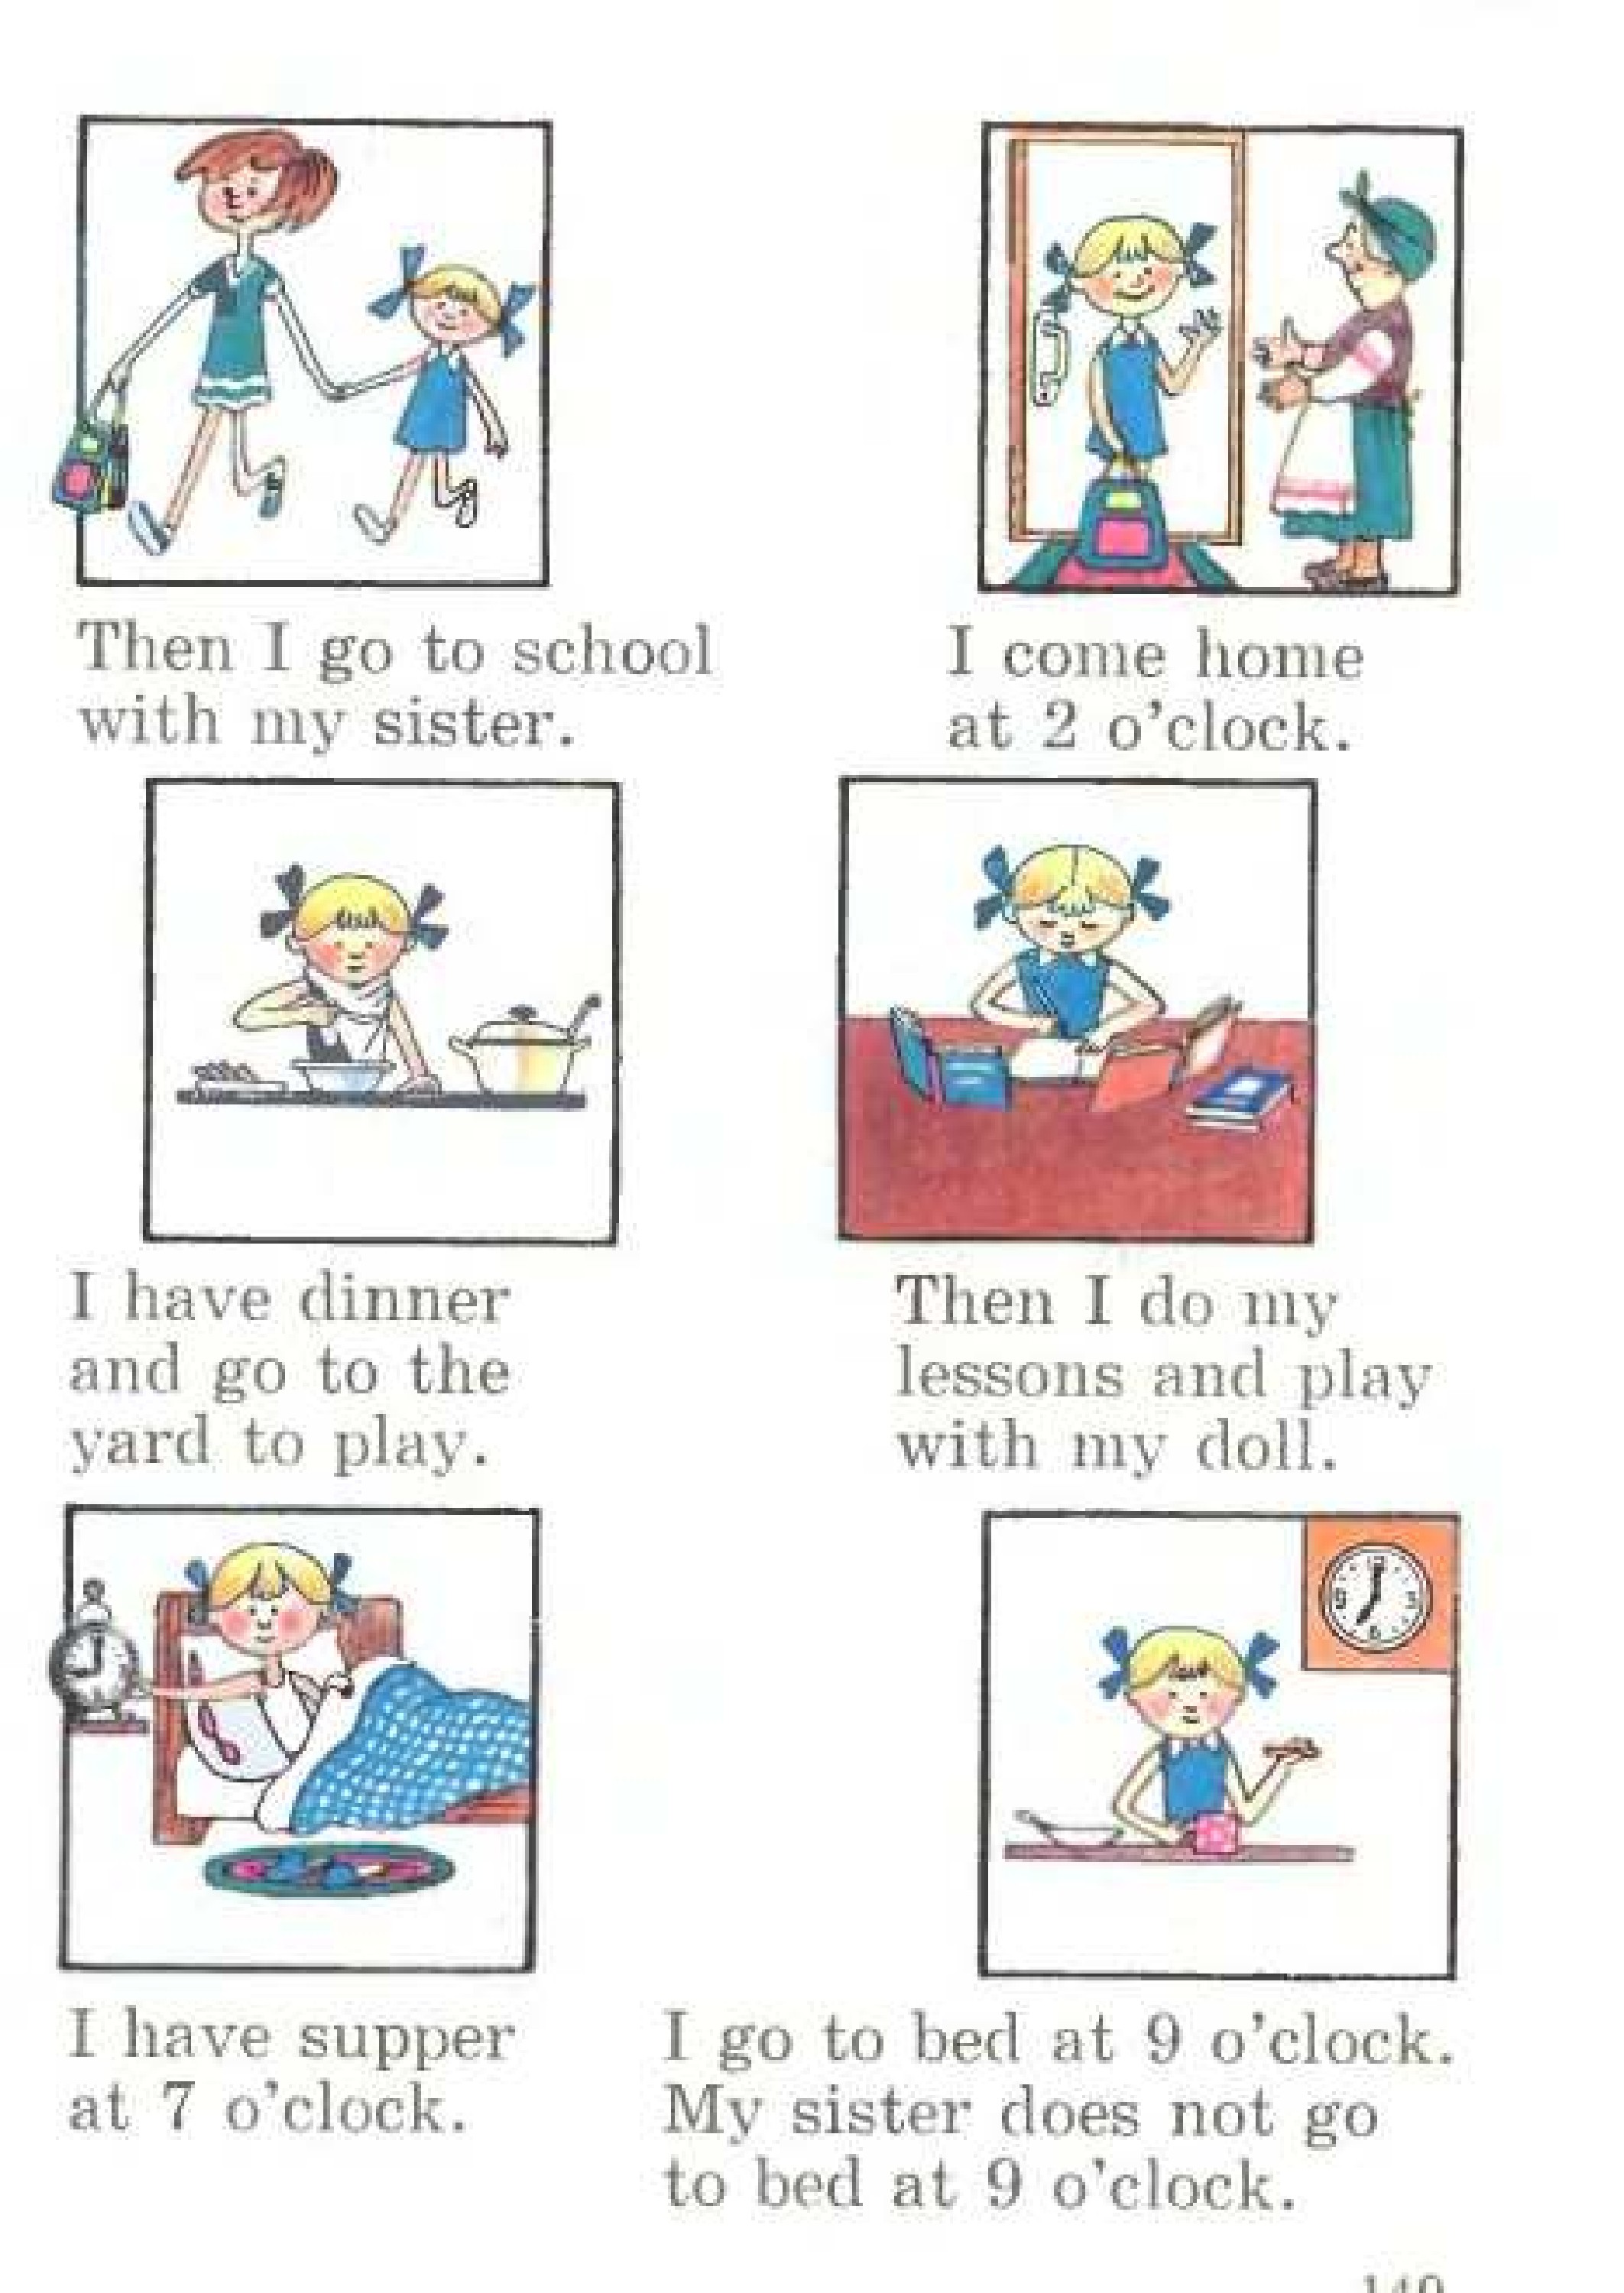 Then I go to school
with my sister.
I come home
at 2 o'clock.
I have dinner
and go to the
yard to play.
Then I do my
lessons and play
with my doll.
I have supper
at 7 o'clock.
I go to bed at 9 o'clock.
My sister does not go
to bed at 9 o'clock.